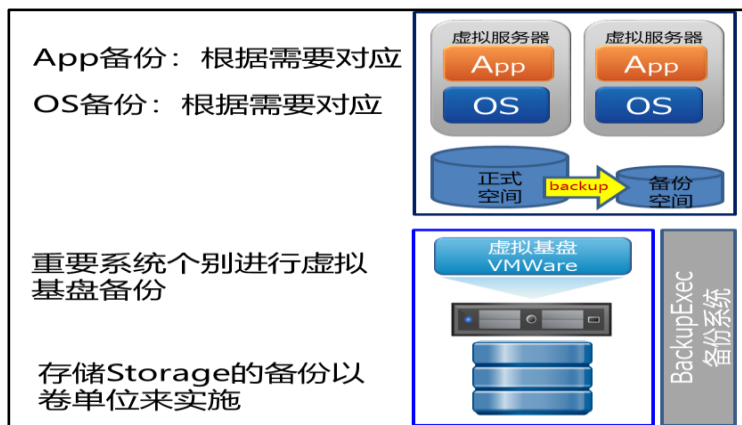 App备份：根据需要对应
OS备份：根据需要对应
重要系统个别进行虚拟
基盘备份
存储Storage的备份以
卷单位来实施
虚拟服务器
App
OS
虚拟服务器
App
OS
正式
空间
backup
备份
空间
虚拟基盘
VMWare
BackupExec
备份系统